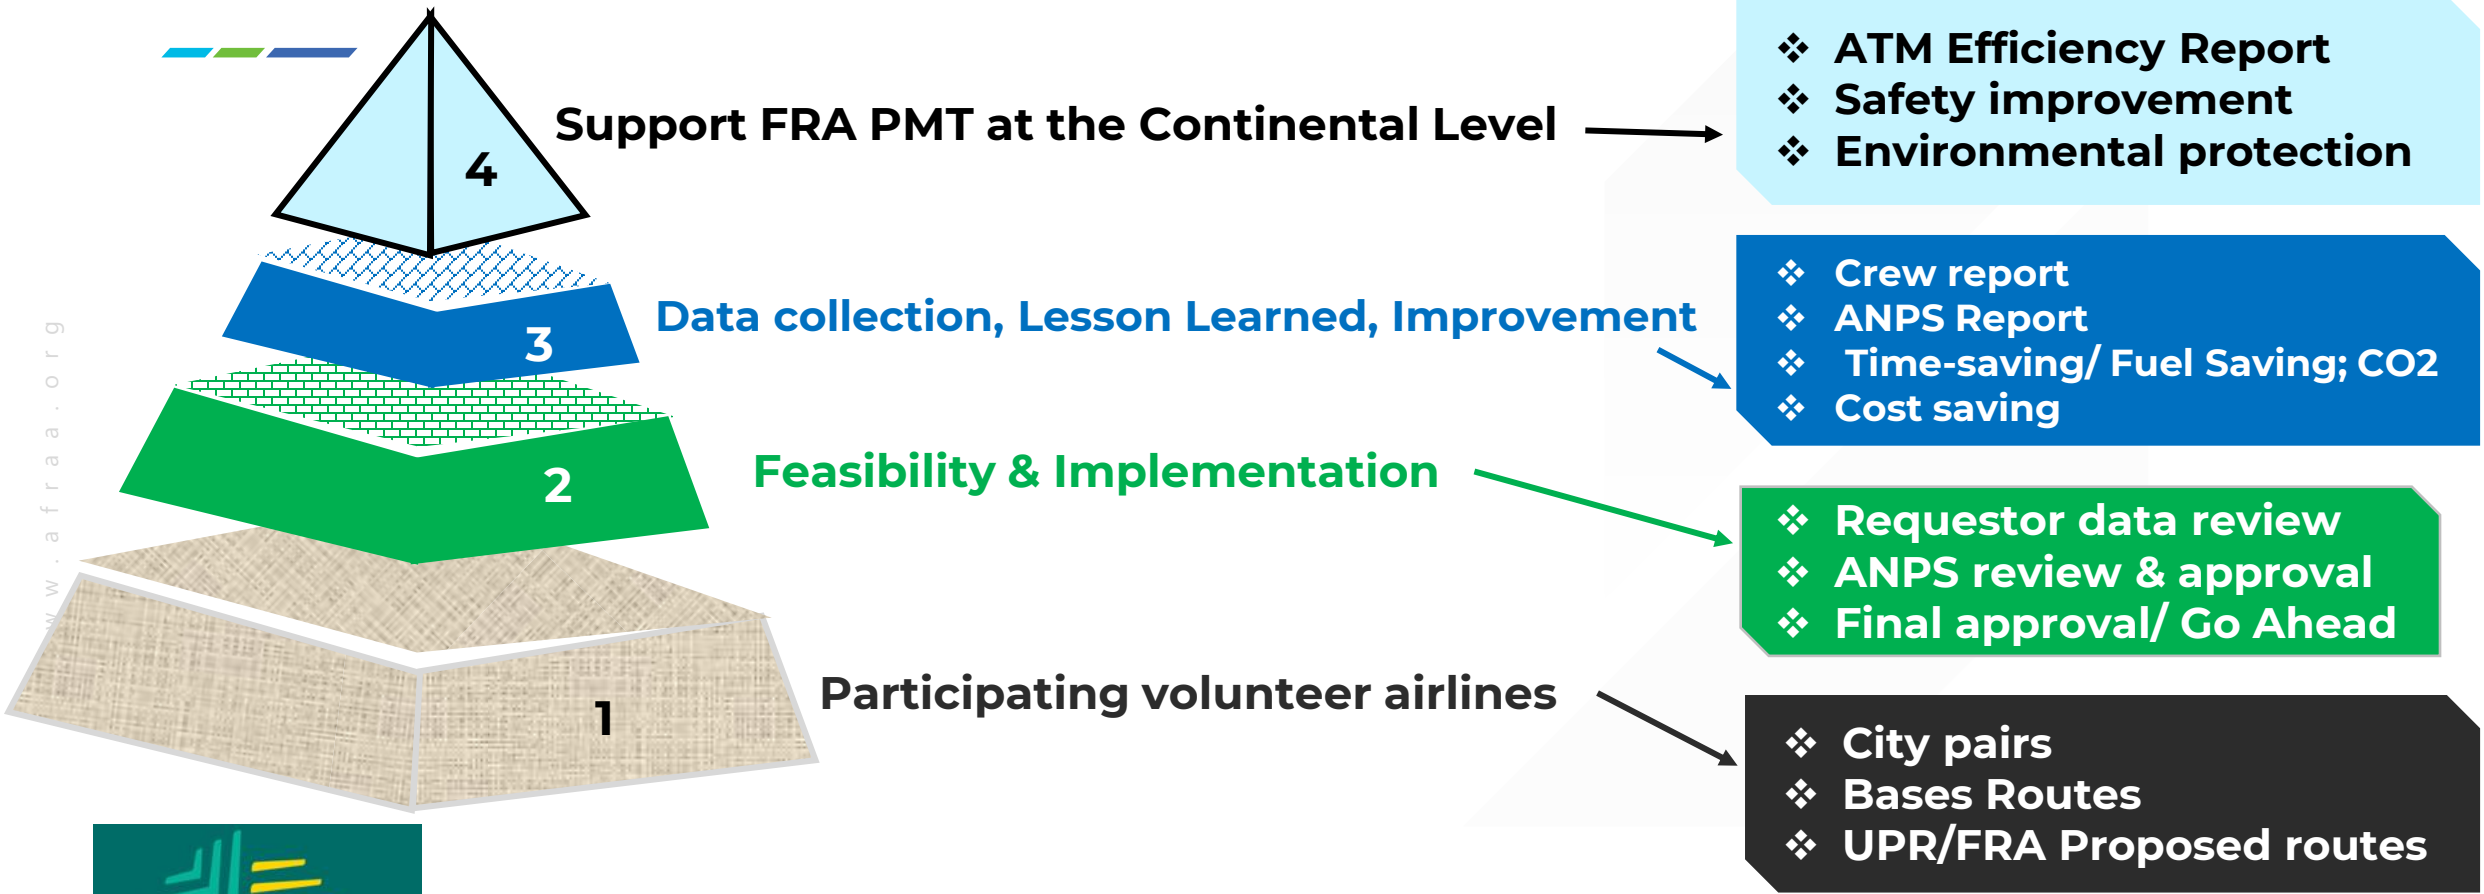 Support FRA PMT at the Continental Level
❖ ATM Efficiency Report
❖ Safety improvement
❖ Environmental protection
4
Data collection, Lesson Learned, Improvement
❖ Crew report
❖ ANPS Report
❖ Time-saving/ Fuel Saving; CO2
❖ Cost saving
3
Feasibility & Implementation
❖ Requestor data review
❖ ANPS review & approval
❖ Final approval/ Go Ahead
2
Participating volunteer airlines
❖ City pairs
❖ Bases Routes
❖ UPR/FRA Proposed routes
1
w w . a f r a a . o r g